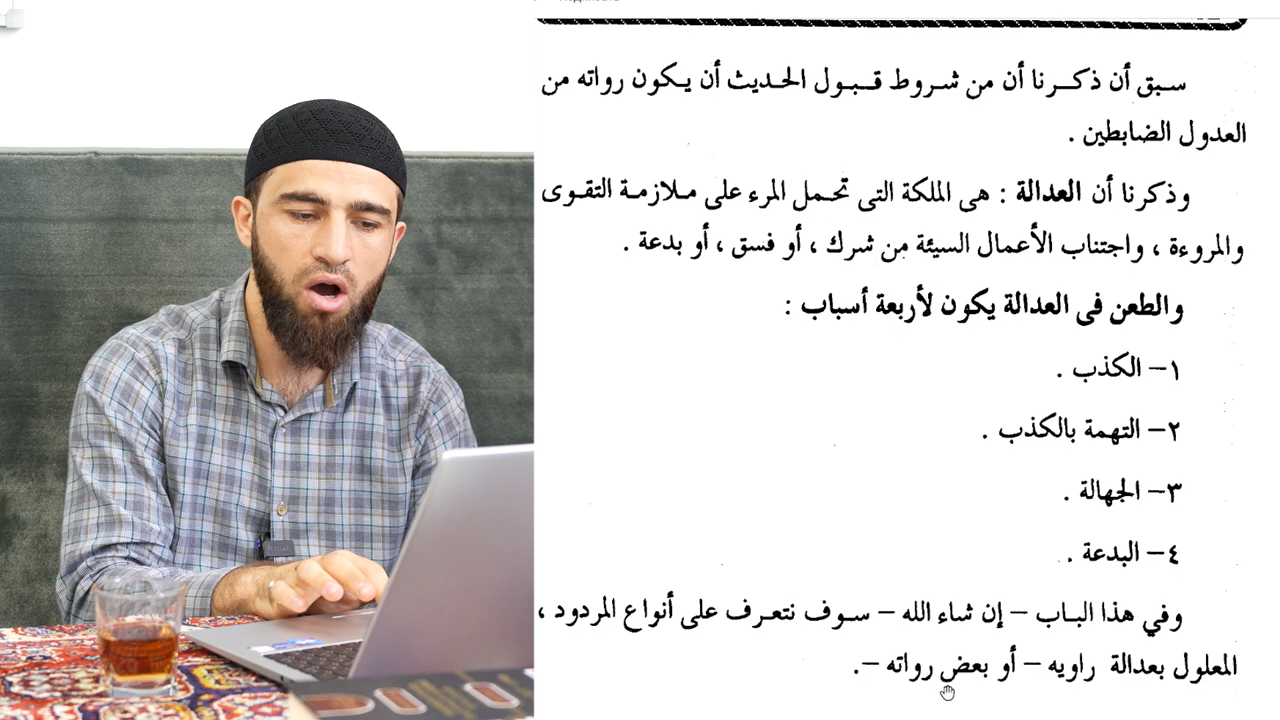 سبق أن ذكرنا أن من شروط قبول الحديث أن يكون رواته من
العدول الضابطين .
وذكرنا أن العدالة : هى الملكة التى تحمل المرء على ملازمة التقوى
والمروءة ، واجتناب الأعمال السيئة من شرك ، أو فسق ، أو بدعة .
والطعن فى العدالة يكون لأربعة أسباب :
١– الكذب .
٢– التهمة بالكذب .
٣– الجهالة .
٤– البدعة .
وفي هذا الباب – إن شاء الله – سوف نتعرف على أنواع المردود ،
المعلول بعدالة راويه – أو بعض رواته –.